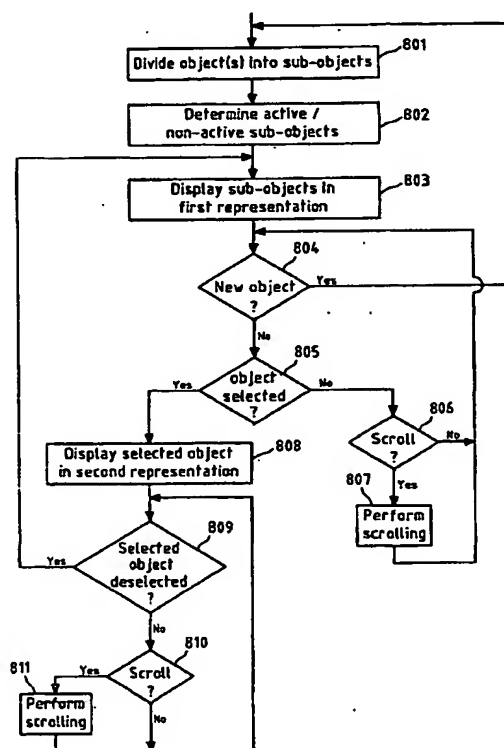 801
Divide object(s) into sub-objects
Determine active /
non-active sub-objects
802
Display sub-objects in
first representation
803
804
New object
?
Yes
No
805
object
selected
?
Yes
No
806
Scroll
?
No
Yes
807
Perform
scrolling
Display selected object
in second representation
808
809
Selected
object
deselected
?
Yes
No
810
Scroll
?
Yes
No
811
Perform
scrolling